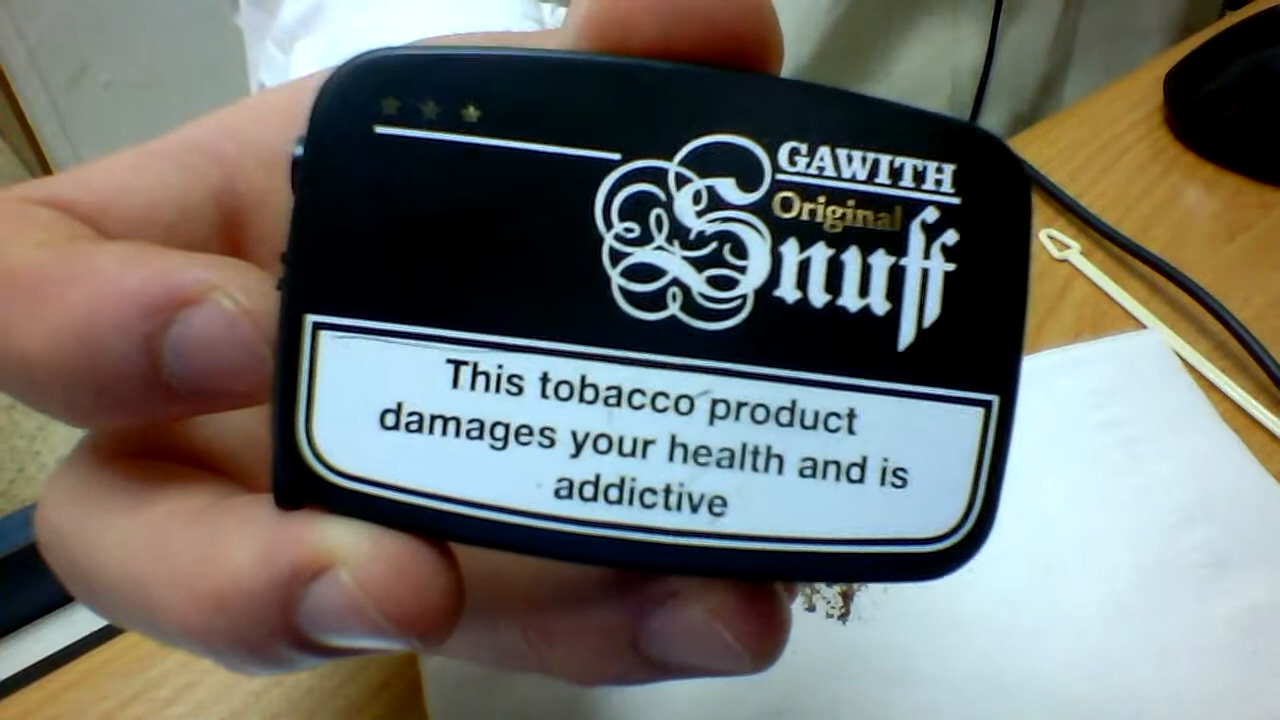 GAWITH
Original
Snuff
This tobacco product
damages your health and is
addictive